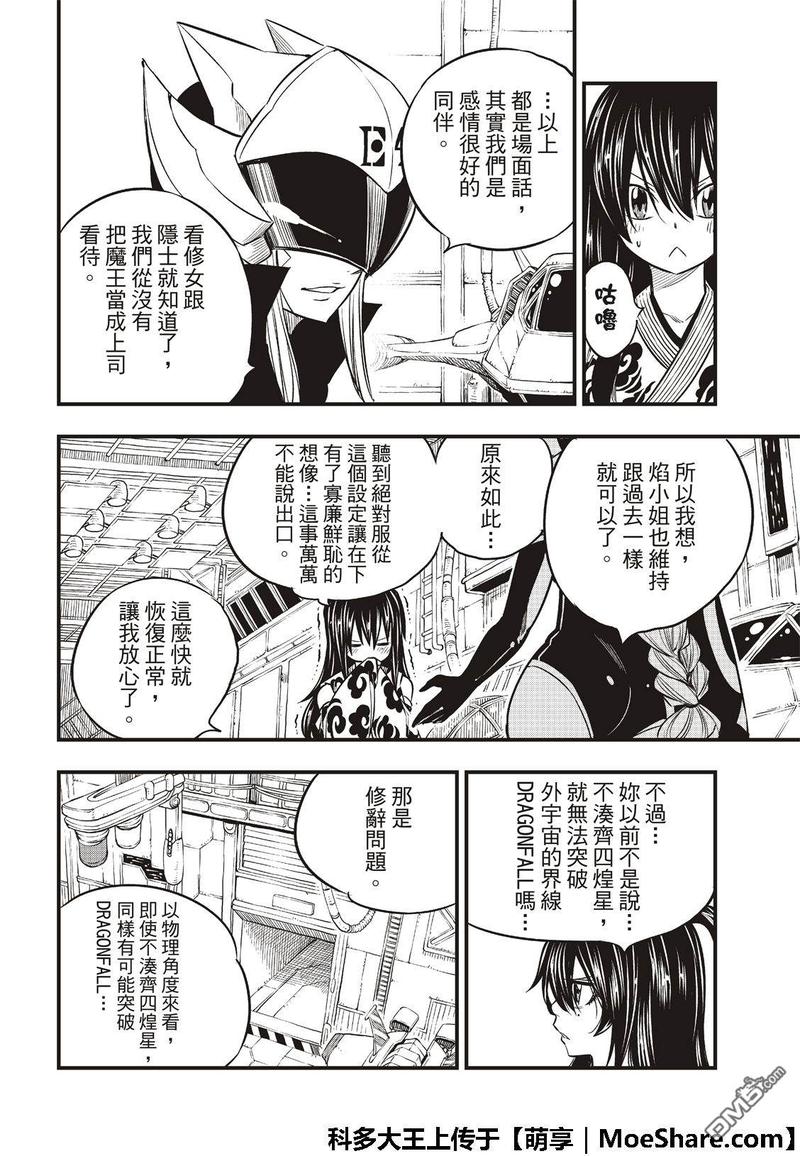 咕嚕
…以上
都是場面話，
其實我們是
感情很好的
同伴。
看修女跟
隱士就知道了，
我們從沒有
把魔王當成上司
看待。
所以我想，
焰小姐也維持
跟過去一樣
就可以了。
原來如此…
聽到絕對服從
這個設定讓在下
有了寡廉鮮恥的
想像…這事萬萬
不能說出口。
這麼快就
恢復正常，
讓我放心了。
不過…
妳以前不是說…
不湊齊四煌星，
就無法突破
外宇宙的界線
DRAGONFALL嗎…
那是
修辭問題。
以物理角度來看，
即使不湊齊四煌星，
同樣有可能突破
DRAGONFALL…
科多大王上传于【萌享｜MoeShare.com】